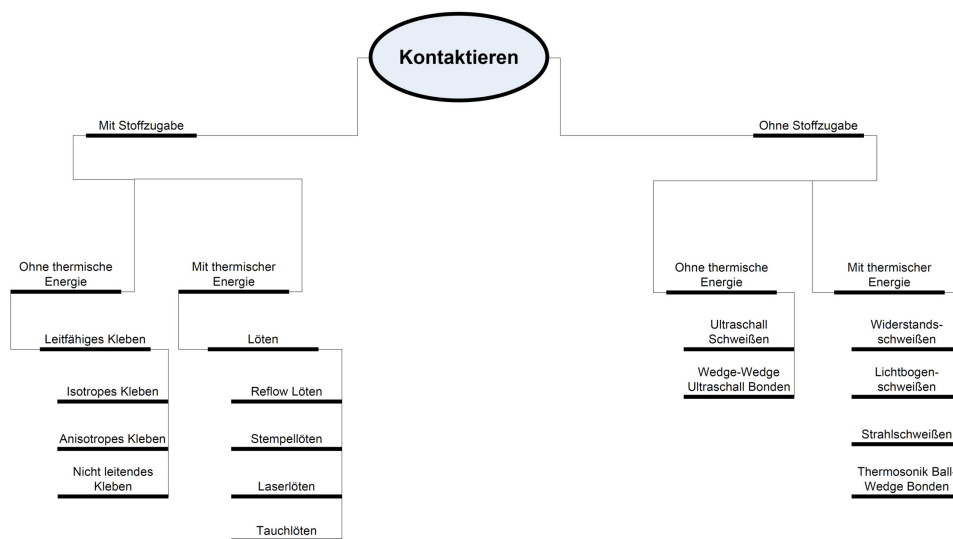 Kontaktieren
Mit Stoffzugabe
Ohne Stoffzugabe
Ohne thermische
Energie
Mit thermischer
Energie
Ohne thermische
Energie
Mit thermischer
Energie
Leitfähiges Kleben
Isotropes Kleben
Anisotropes Kleben
Nicht leitendes
Kleben
Löten
Reflow Löten
Stempellöten
Laserlöten
Tauchlöten
Ultraschall
Schweißen
Wedge-Wedge
Ultraschall Bonden
Widerstands-
schweißen
Lichtbogen-
schweißen
Strahlschweißen
Thermosonik Ball-
Wedge Bonden